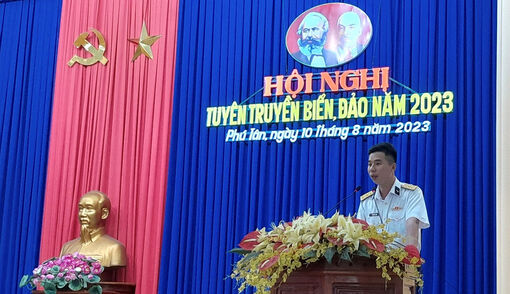 HỘI NGHỊ
TUYÊN TRUYỀN BIỂN, ĐẢO NĂM 2023
Phú Tân, ngày 10 tháng 8 năm 2023